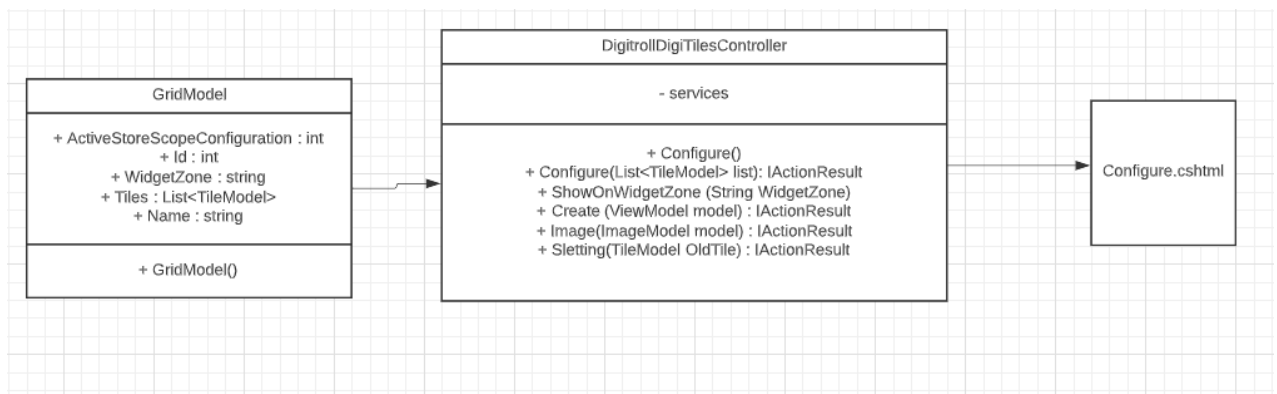 GridModel
+ ActiveStoreScopeConfiguration : int
+ Id : int
+ WidgetZone : string
+ Tiles : List<TileModel>
+ Name : string
+ GridModel()
DigitrollDigiTilesController
- services
+ Configure()
+ Configure(List<TileModel> list): IActionResult
+ ShowOnWidgetZone (String WidgetZone)
+ Create (ViewModel model) : IActionResult
+ Image(ImageModel model) : IActionResult
+ Sletting(TileModel OldTile) : IActionResult
Configure.cshtml